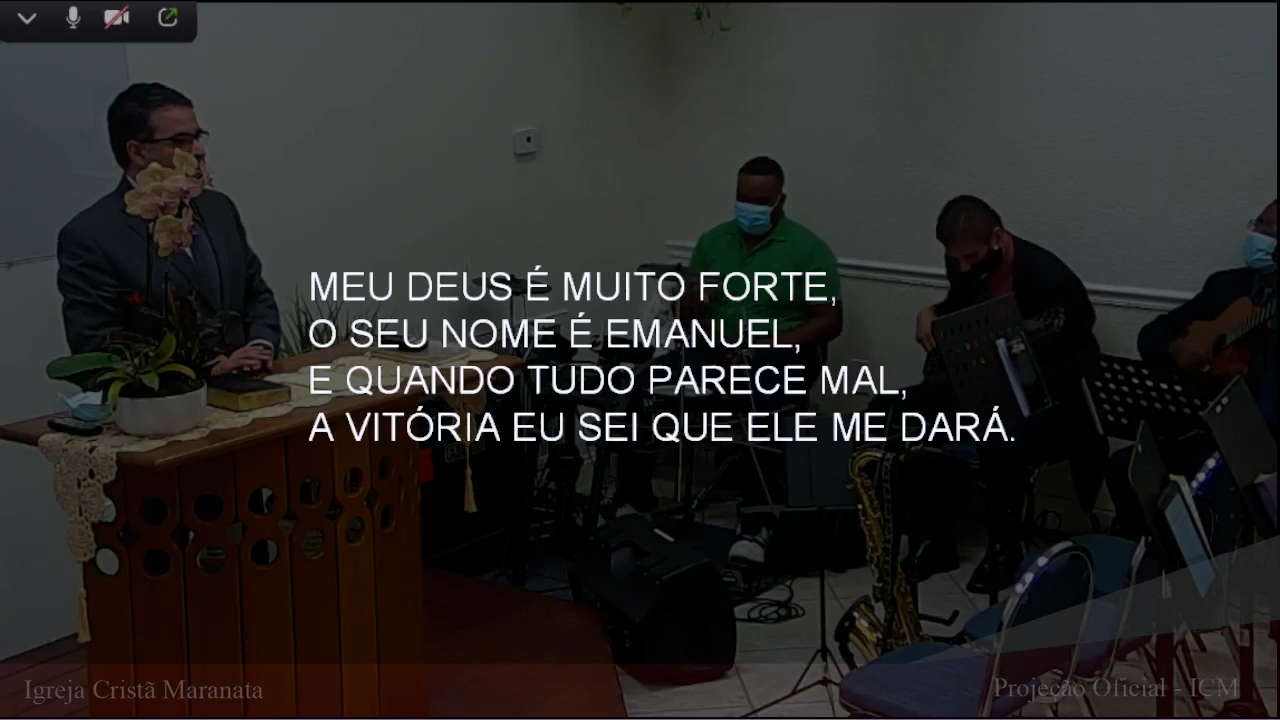 MEU DEUS É MUITO FORTE,
O SEU NOME É EMANUEL,
E QUANDO TUDO PARECE MAL,
A VITÓRIA EU SEI QUE ELE ME DARÁ.
Igreja Cristã Maranata
Projeção Oficial - ICM